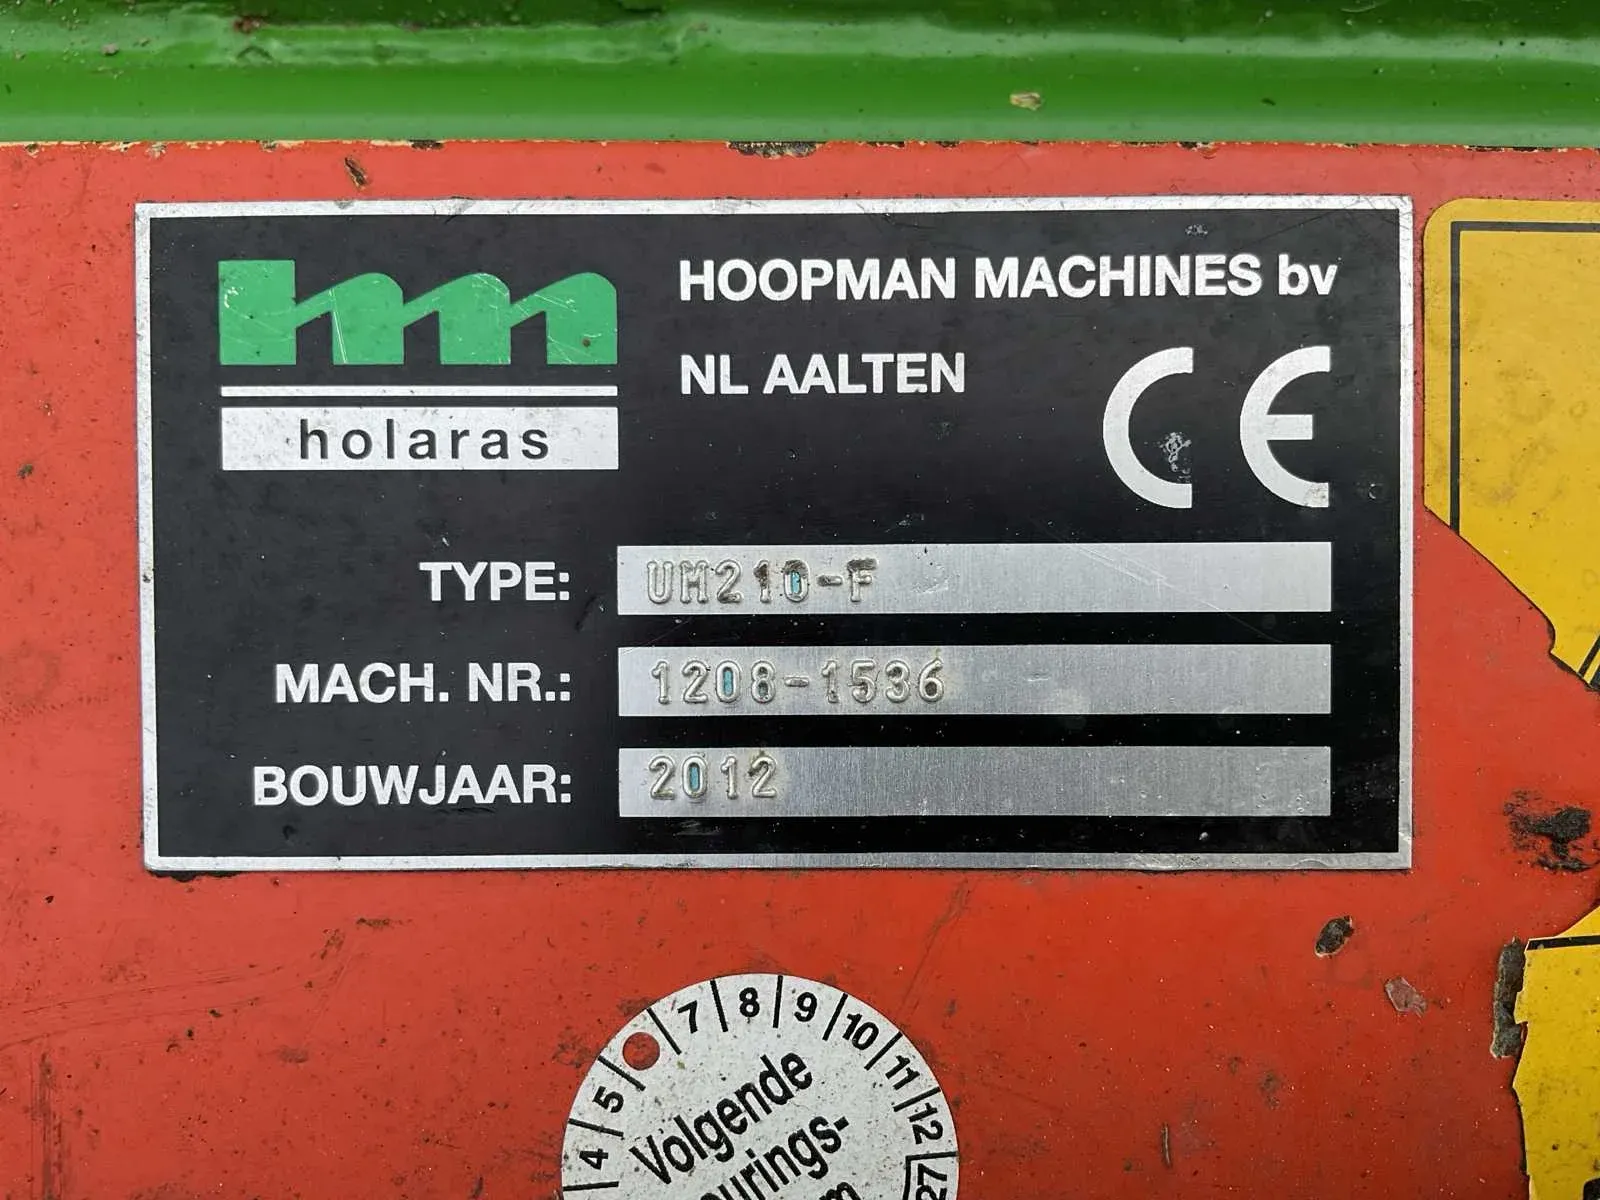 HOOPMAN MACHINES bv
NL AALTEN
CE
holaras
TYPE: UM210-F
MACH. NR.: 1208-1536
BOUWJAAR: 2012
4 5 7 8 9 10 11 12
27
Volgende